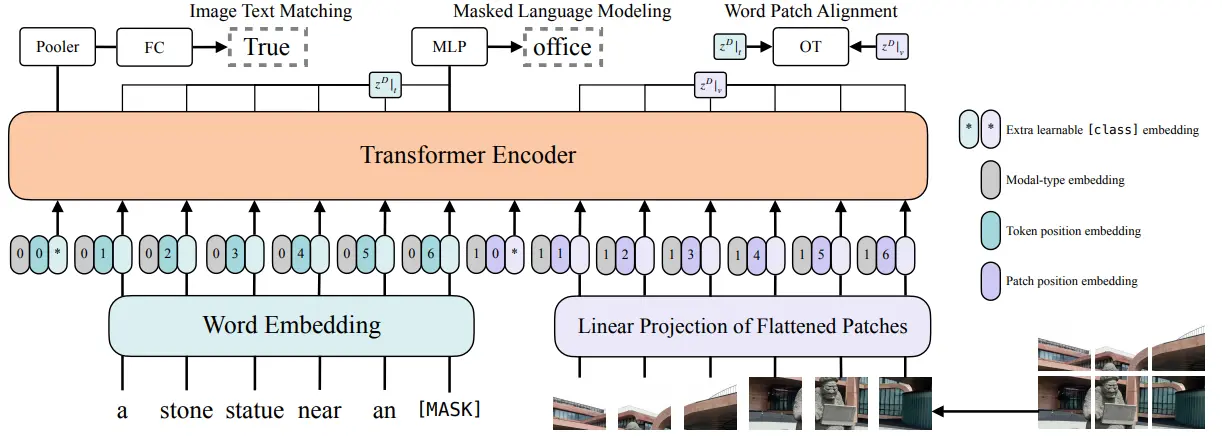 Image Text Matching
Masked Language Modeling
Word Patch Alignment
Pooler
FC
True
MLP
office
z^D|_t
OT
z^D|_v
z^D|_t
z^D|_v
Transformer Encoder
* * Extra learnable [class] embedding
Modal-type embedding
Token position embedding
Patch position embedding
0 0 * 0 1 0 2 0 3 0 4 0 5 0 6 1 0 * 1 1 1 2 1 3 1 4 1 5 1 6
Word Embedding
Linear Projection of Flattened Patches
a stone statue near an [MASK]